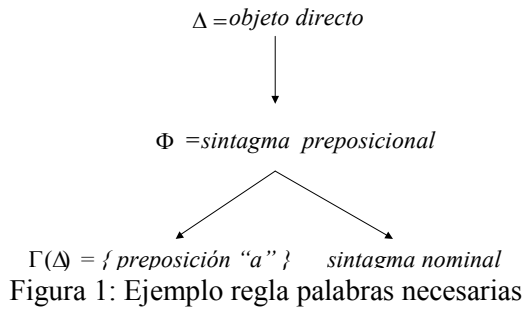 Δ =objeto directo
Φ =sintagma preposicional
Γ(Δ) = { preposición “a” } sintagma nominal
Figura 1: Ejemplo regla palabras necesarias